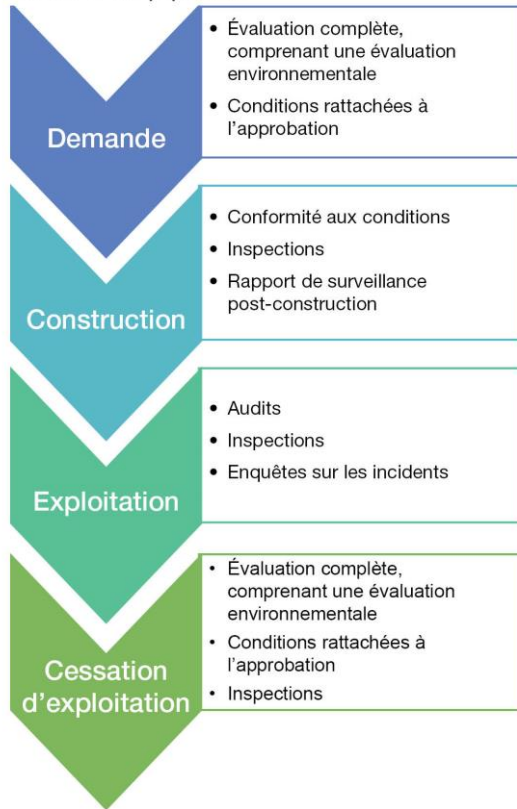 • Évaluation complète,
comprenant une évaluation
environnementale
• Conditions rattachées à
l'approbation
Demande
• Conformité aux conditions
• Inspections
• Rapport de surveillance
post-construction
Construction
• Audits
• Inspections
• Enquêtes sur les incidents
Exploitation
• Évaluation complète,
comprenant une évaluation
environnementale
• Conditions rattachées à
l'approbation
• Inspections
Cessation
d'exploitation